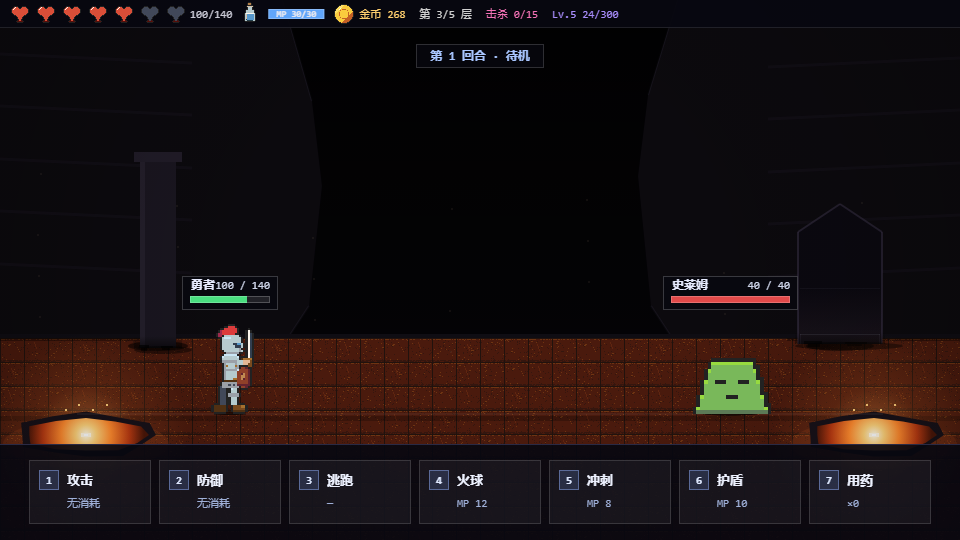 100/140 MP 30/30 金币 268 第 3/5 层 击杀 0/15 Lv.5 24/300
第 1 回合 · 待机
勇者 100 / 140
史莱姆 40 / 40
1 攻击 无消耗
2 防御 无消耗
3 逃跑 —
4 火球 MP 12
5 冲刺 MP 8
6 护盾 MP 10
7 用药 ×0